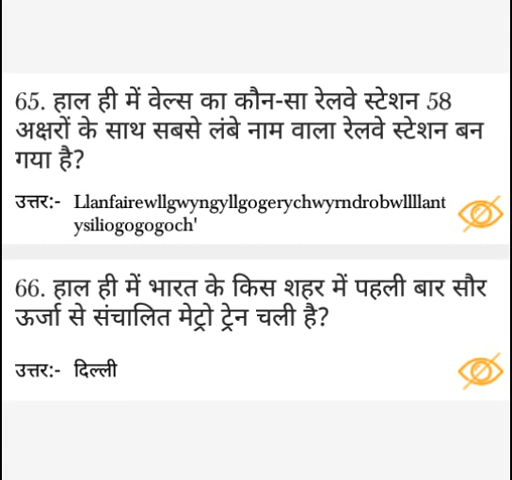 65. हाल ही में वेल्स का कौन-सा रेलवे स्टेशन 58
अक्षरों के साथ सबसे लंबे नाम वाला रेलवे स्टेशन बन
गया है?
उत्तर:- Llanfairewllgwyngyllgogerychwyrndrobwllllant
ysiliogogogoch'
66. हाल ही में भारत के किस शहर में पहली बार सौर
ऊर्जा से संचालित मेट्रो ट्रेन चली है?
उत्तर:- दिल्ली